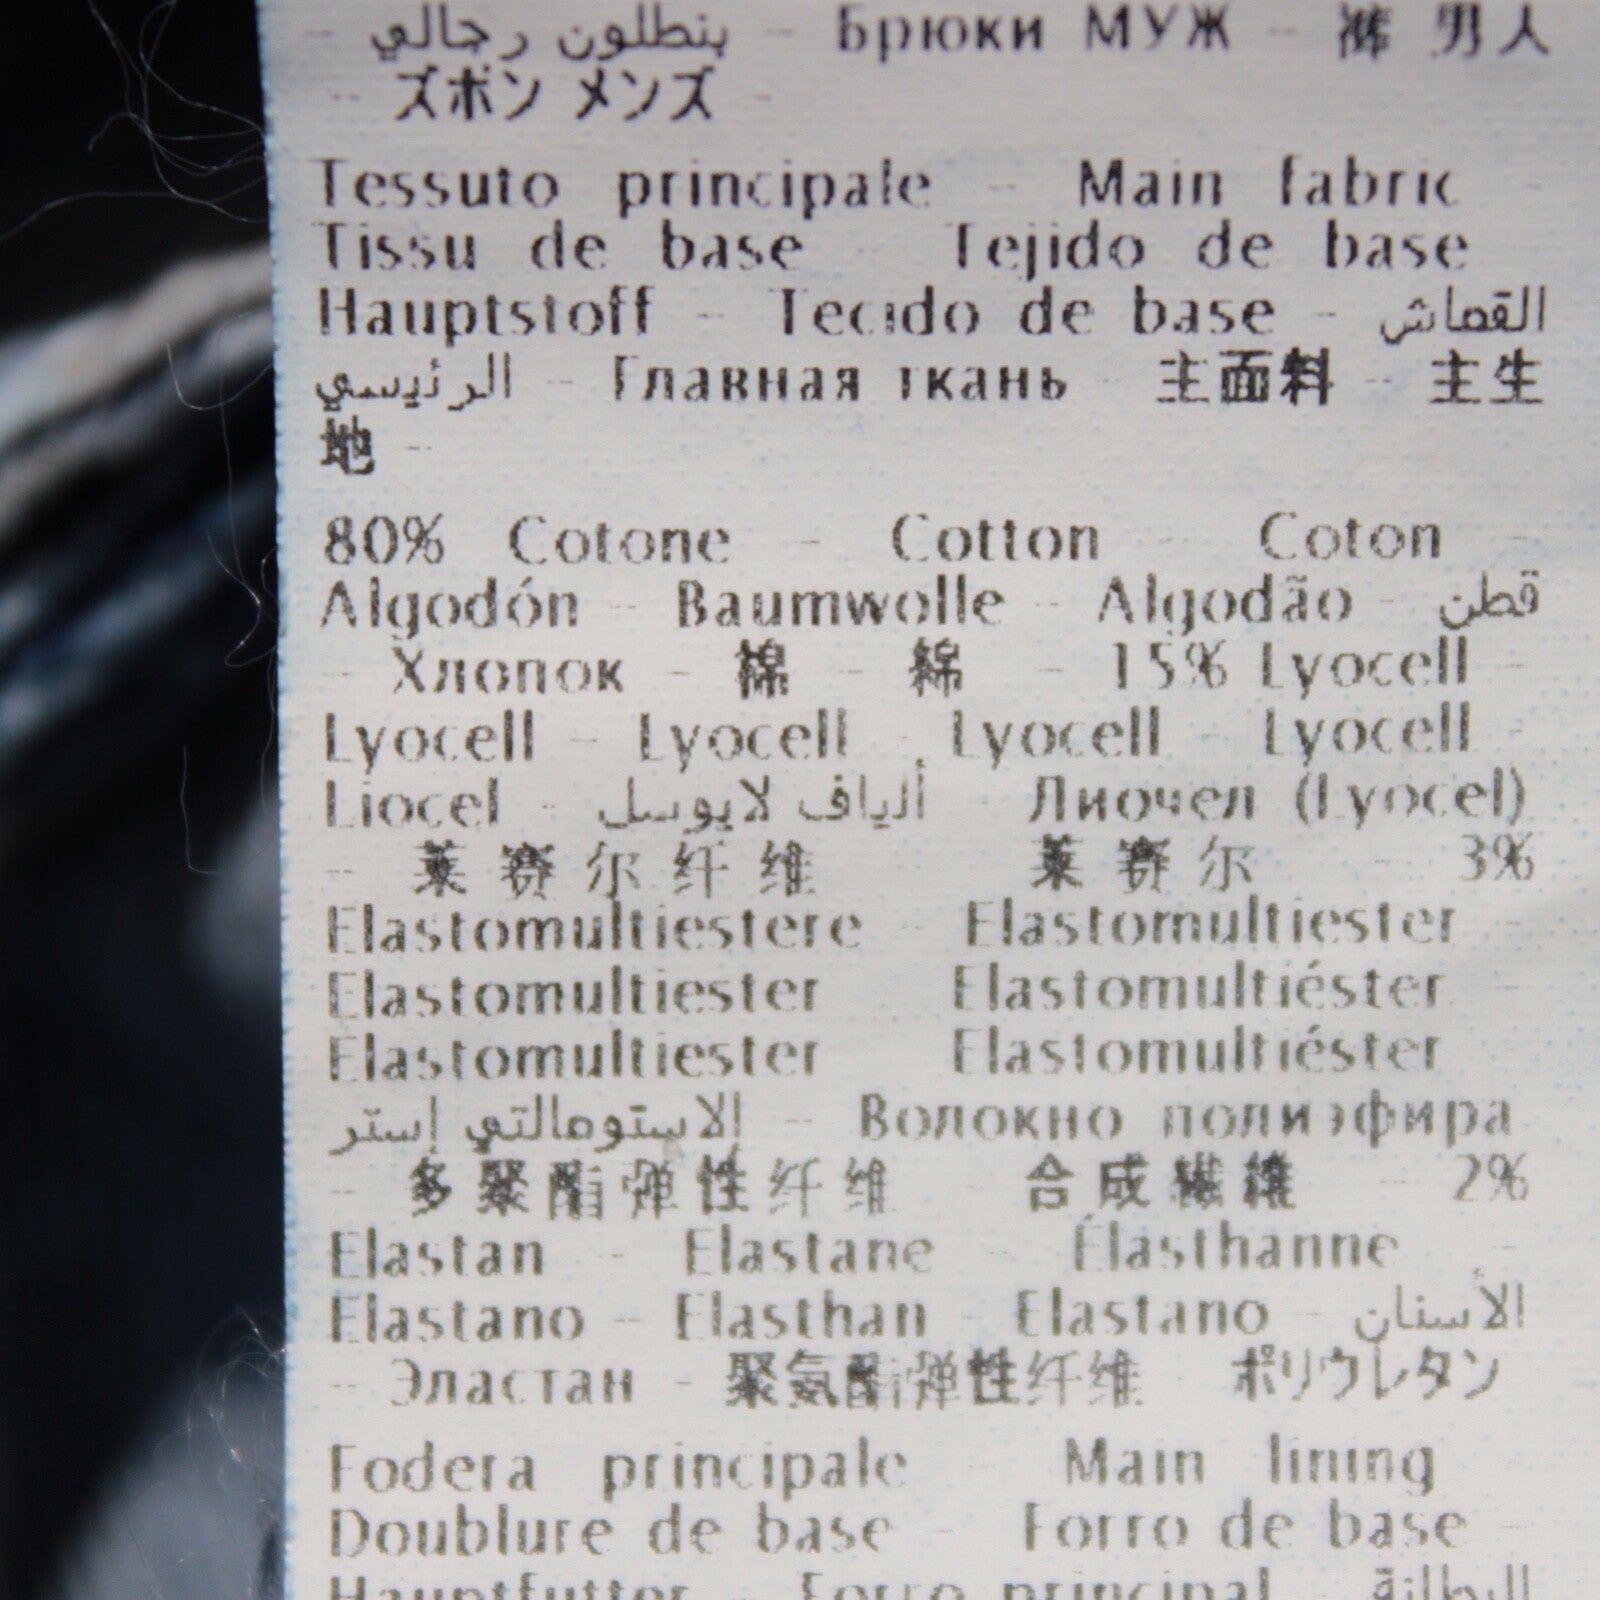 - بنطلون رجالي - Брюки МУЖ - 裤 男人
- ズボン メンズ -
Tessuto principale - Main fabric
Tissu de base - Tejido de base
Hauptstoff - Tecido de base - القماش
الرئيسي - Главная ткань - 主面料 - 主生
地 -
80% Cotone - Cotton - Coton -
Algodón - Baumwolle - Algodão - قطن
- Хлопок - 棉 - 綿 - 15% Lyocell -
Lyocell - Lyocell - Lyocell - Lyocell -
Liocel - ألياف لايوسل - Лиочел (Lyocel)
- 莱赛尔纤维 - 莱赛尔 - 3%
Elastomultiestere - Elastomultiester -
Elastomultiester - Elastomultiéster
Elastomultiester - Elastomultiéster
الاستومالتي إستر - Волокно полиэфира
- 多聚酯弹性纤维 - 合成繊維 - 2%
Elastan - Elastane - Élasthanne -
Elastano - Elasthan - Elastano - الأستان
- Эластан - 聚氨酯弹性纤维 - ポリウレタン
Fodera principale - Main lining
Doublure de base - Forro de base -
Hauptfutter - Forro principal - البطانة